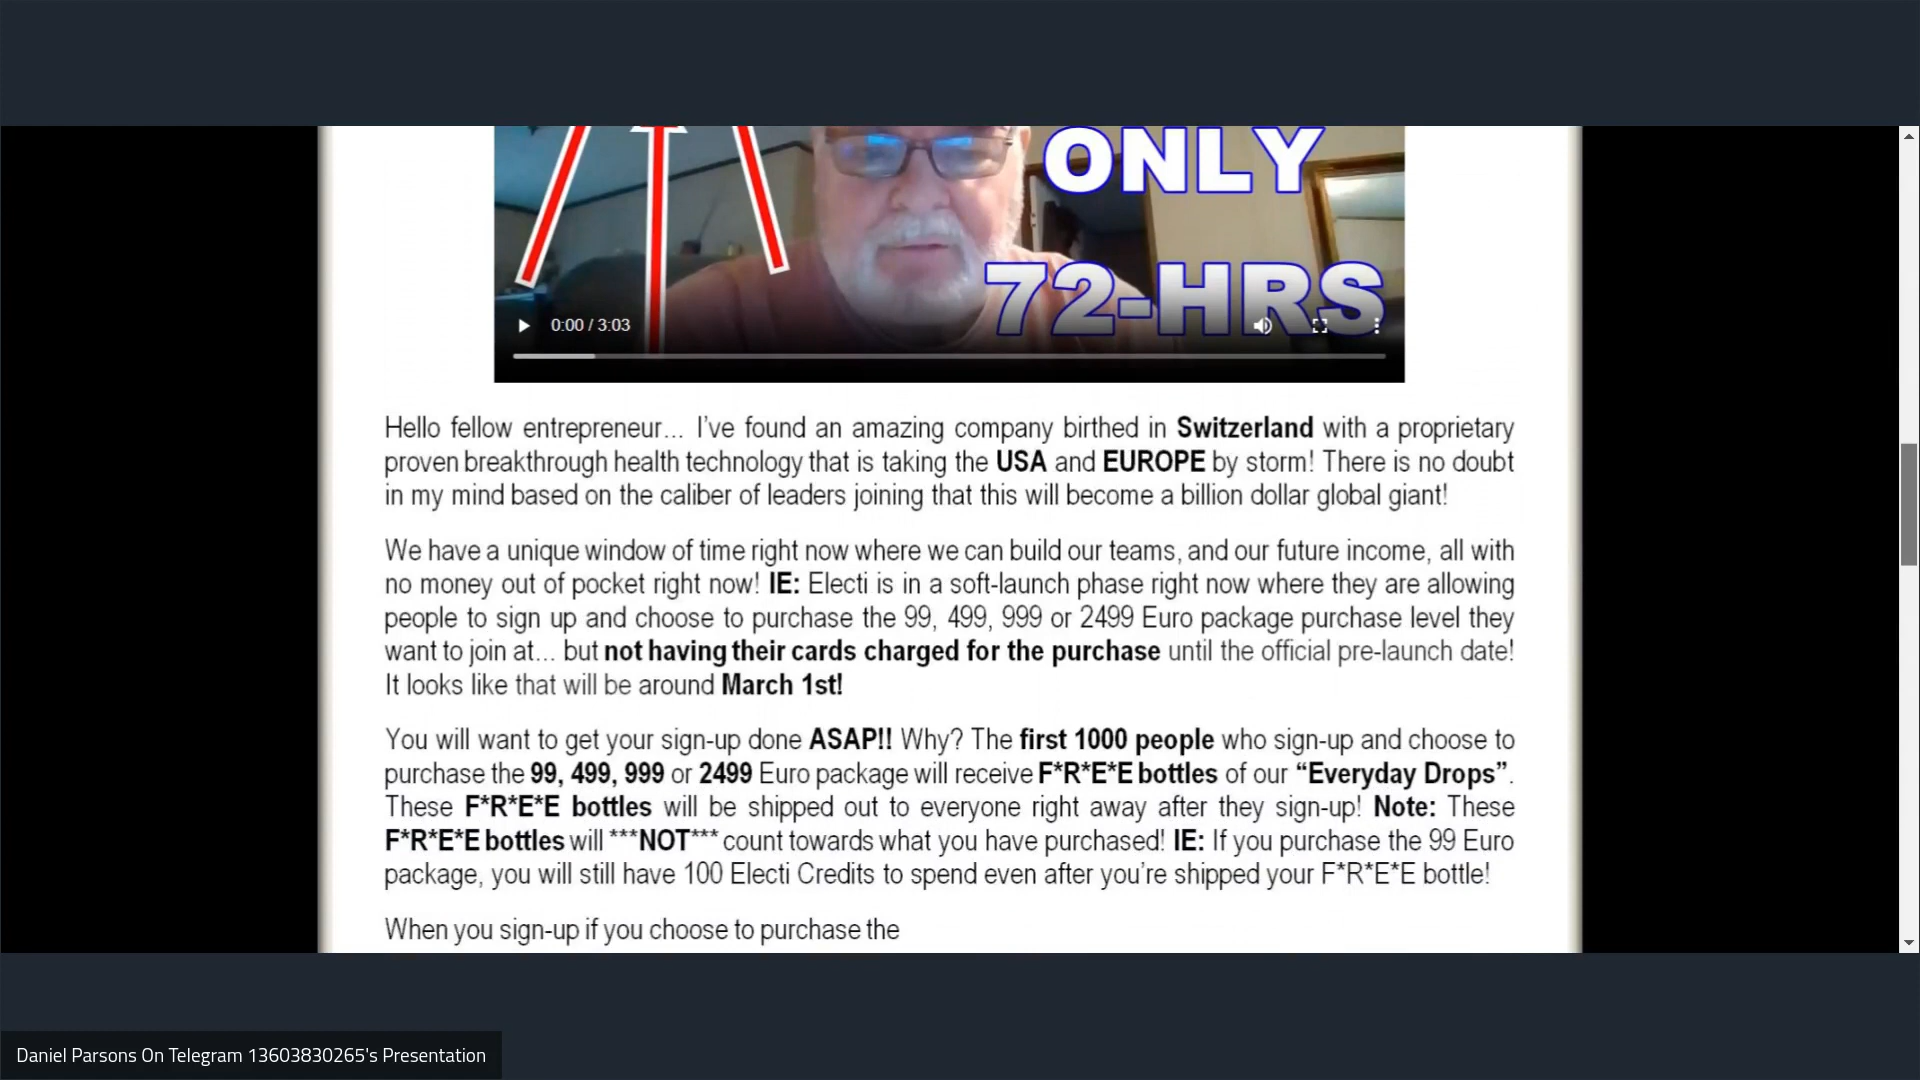 ONLY
72-HRS
0:00 / 3:03
Hello fellow entrepreneur... I've found an amazing company birthed in Switzerland with a proprietary
proven breakthrough health technology that is taking the USA and EUROPE by storm! There is no doubt
in my mind based on the caliber of leaders joining that this will become a billion dollar global giant!
We have a unique window of time right now where we can build our teams, and our future income, all with
no money out of pocket right now! IE: Electi is in a soft-launch phase right now where they are allowing
people to sign up and choose to purchase the 99, 499, 999 or 2499 Euro package purchase level they
want to join at... but not having their cards charged for the purchase until the official pre-launch date!
It looks like that will be around March 1st!
You will want to get your sign-up done ASAP!! Why? The first 1000 people who sign-up and choose to
purchase the 99, 499, 999 or 2499 Euro package will receive F*R*E*E bottles of our “Everyday Drops”.
These F*R*E*E bottles will be shipped out to everyone right away after they sign-up! Note: These
F*R*E*E bottles will ***NOT*** count towards what you have purchased! IE: If you purchase the 99 Euro
package, you will still have 100 Electi Credits to spend even after you're shipped your F*R*E*E bottle!
When you sign-up if you choose to purchase the
Daniel Parsons On Telegram 13603830265's Presentation